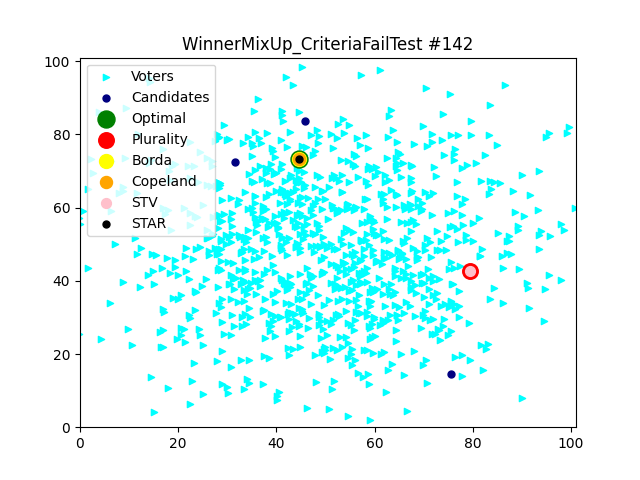 WinnerMixUp_CriteriaFailTest #142
100
80
60
40
20
0
0 20 40 60 80 100
Voters
Candidates
Optimal
Plurality
Borda
Copeland
STV
STAR